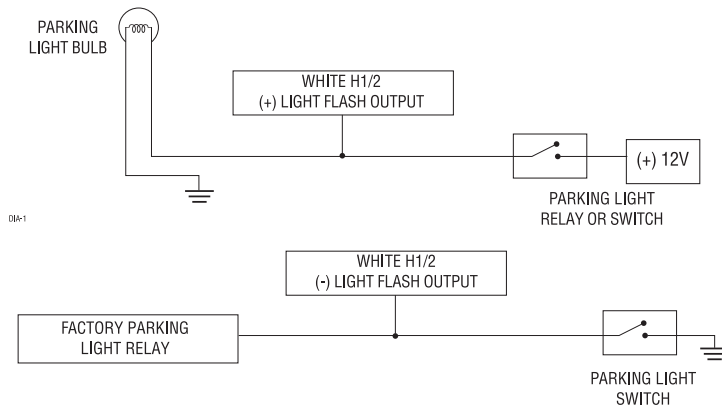 PARKING
LIGHT BULB
WHITE H1/2
(+) LIGHT FLASH OUTPUT
(+) 12V
PARKING LIGHT
RELAY OR SWITCH
DIA-1
WHITE H1/2
(-) LIGHT FLASH OUTPUT
FACTORY PARKING
LIGHT RELAY
PARKING LIGHT
SWITCH